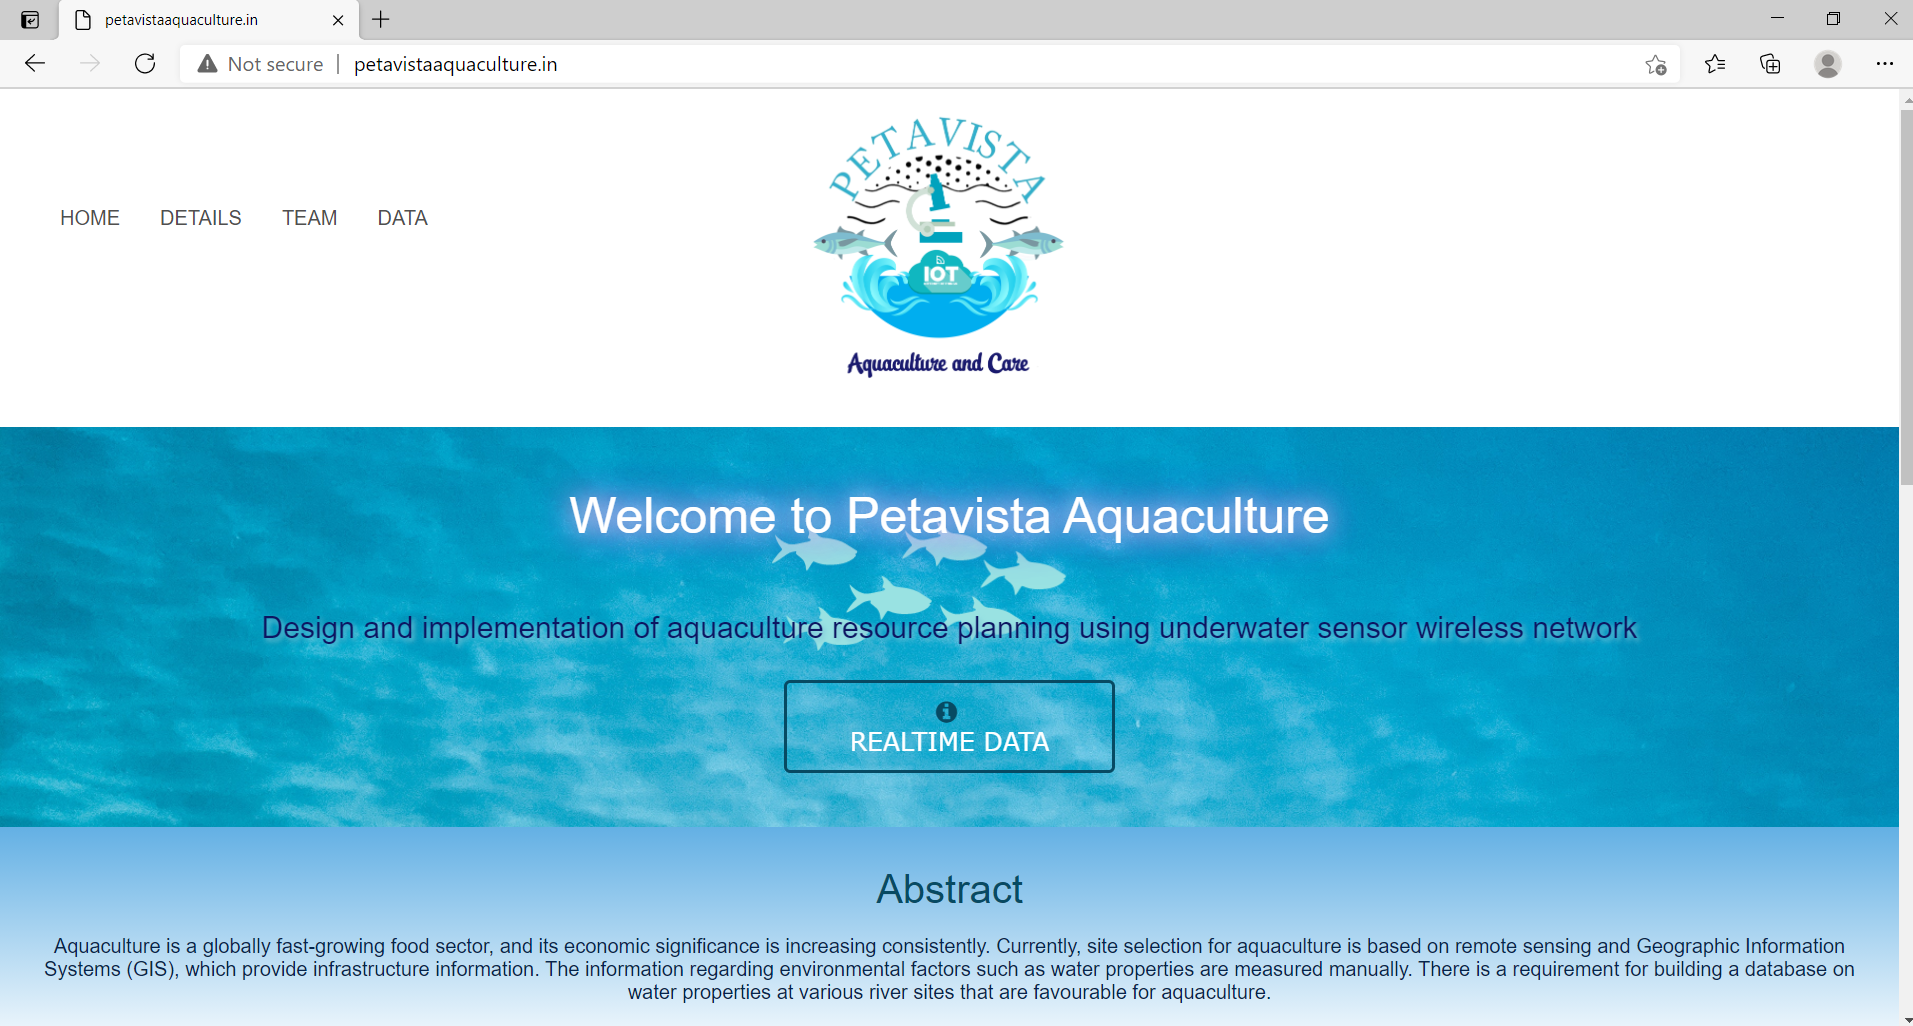 petavistaaquaculture.in
Not secure | petavistaaquaculture.in
PETAVISTA
IOT
Aquaculture and Care
HOME DETAILS TEAM DATA
Welcome to Petavista Aquaculture
Design and implementation of aquaculture resource planning using underwater sensor wireless network
REALTIME DATA
Abstract
Aquaculture is a globally fast-growing food sector, and its economic significance is increasing consistently. Currently, site selection for aquaculture is based on remote sensing and Geographic Information
Systems (GIS), which provide infrastructure information. The information regarding environmental factors such as water properties are measured manually. There is a requirement for building a database on
water properties at various river sites that are favourable for aquaculture.